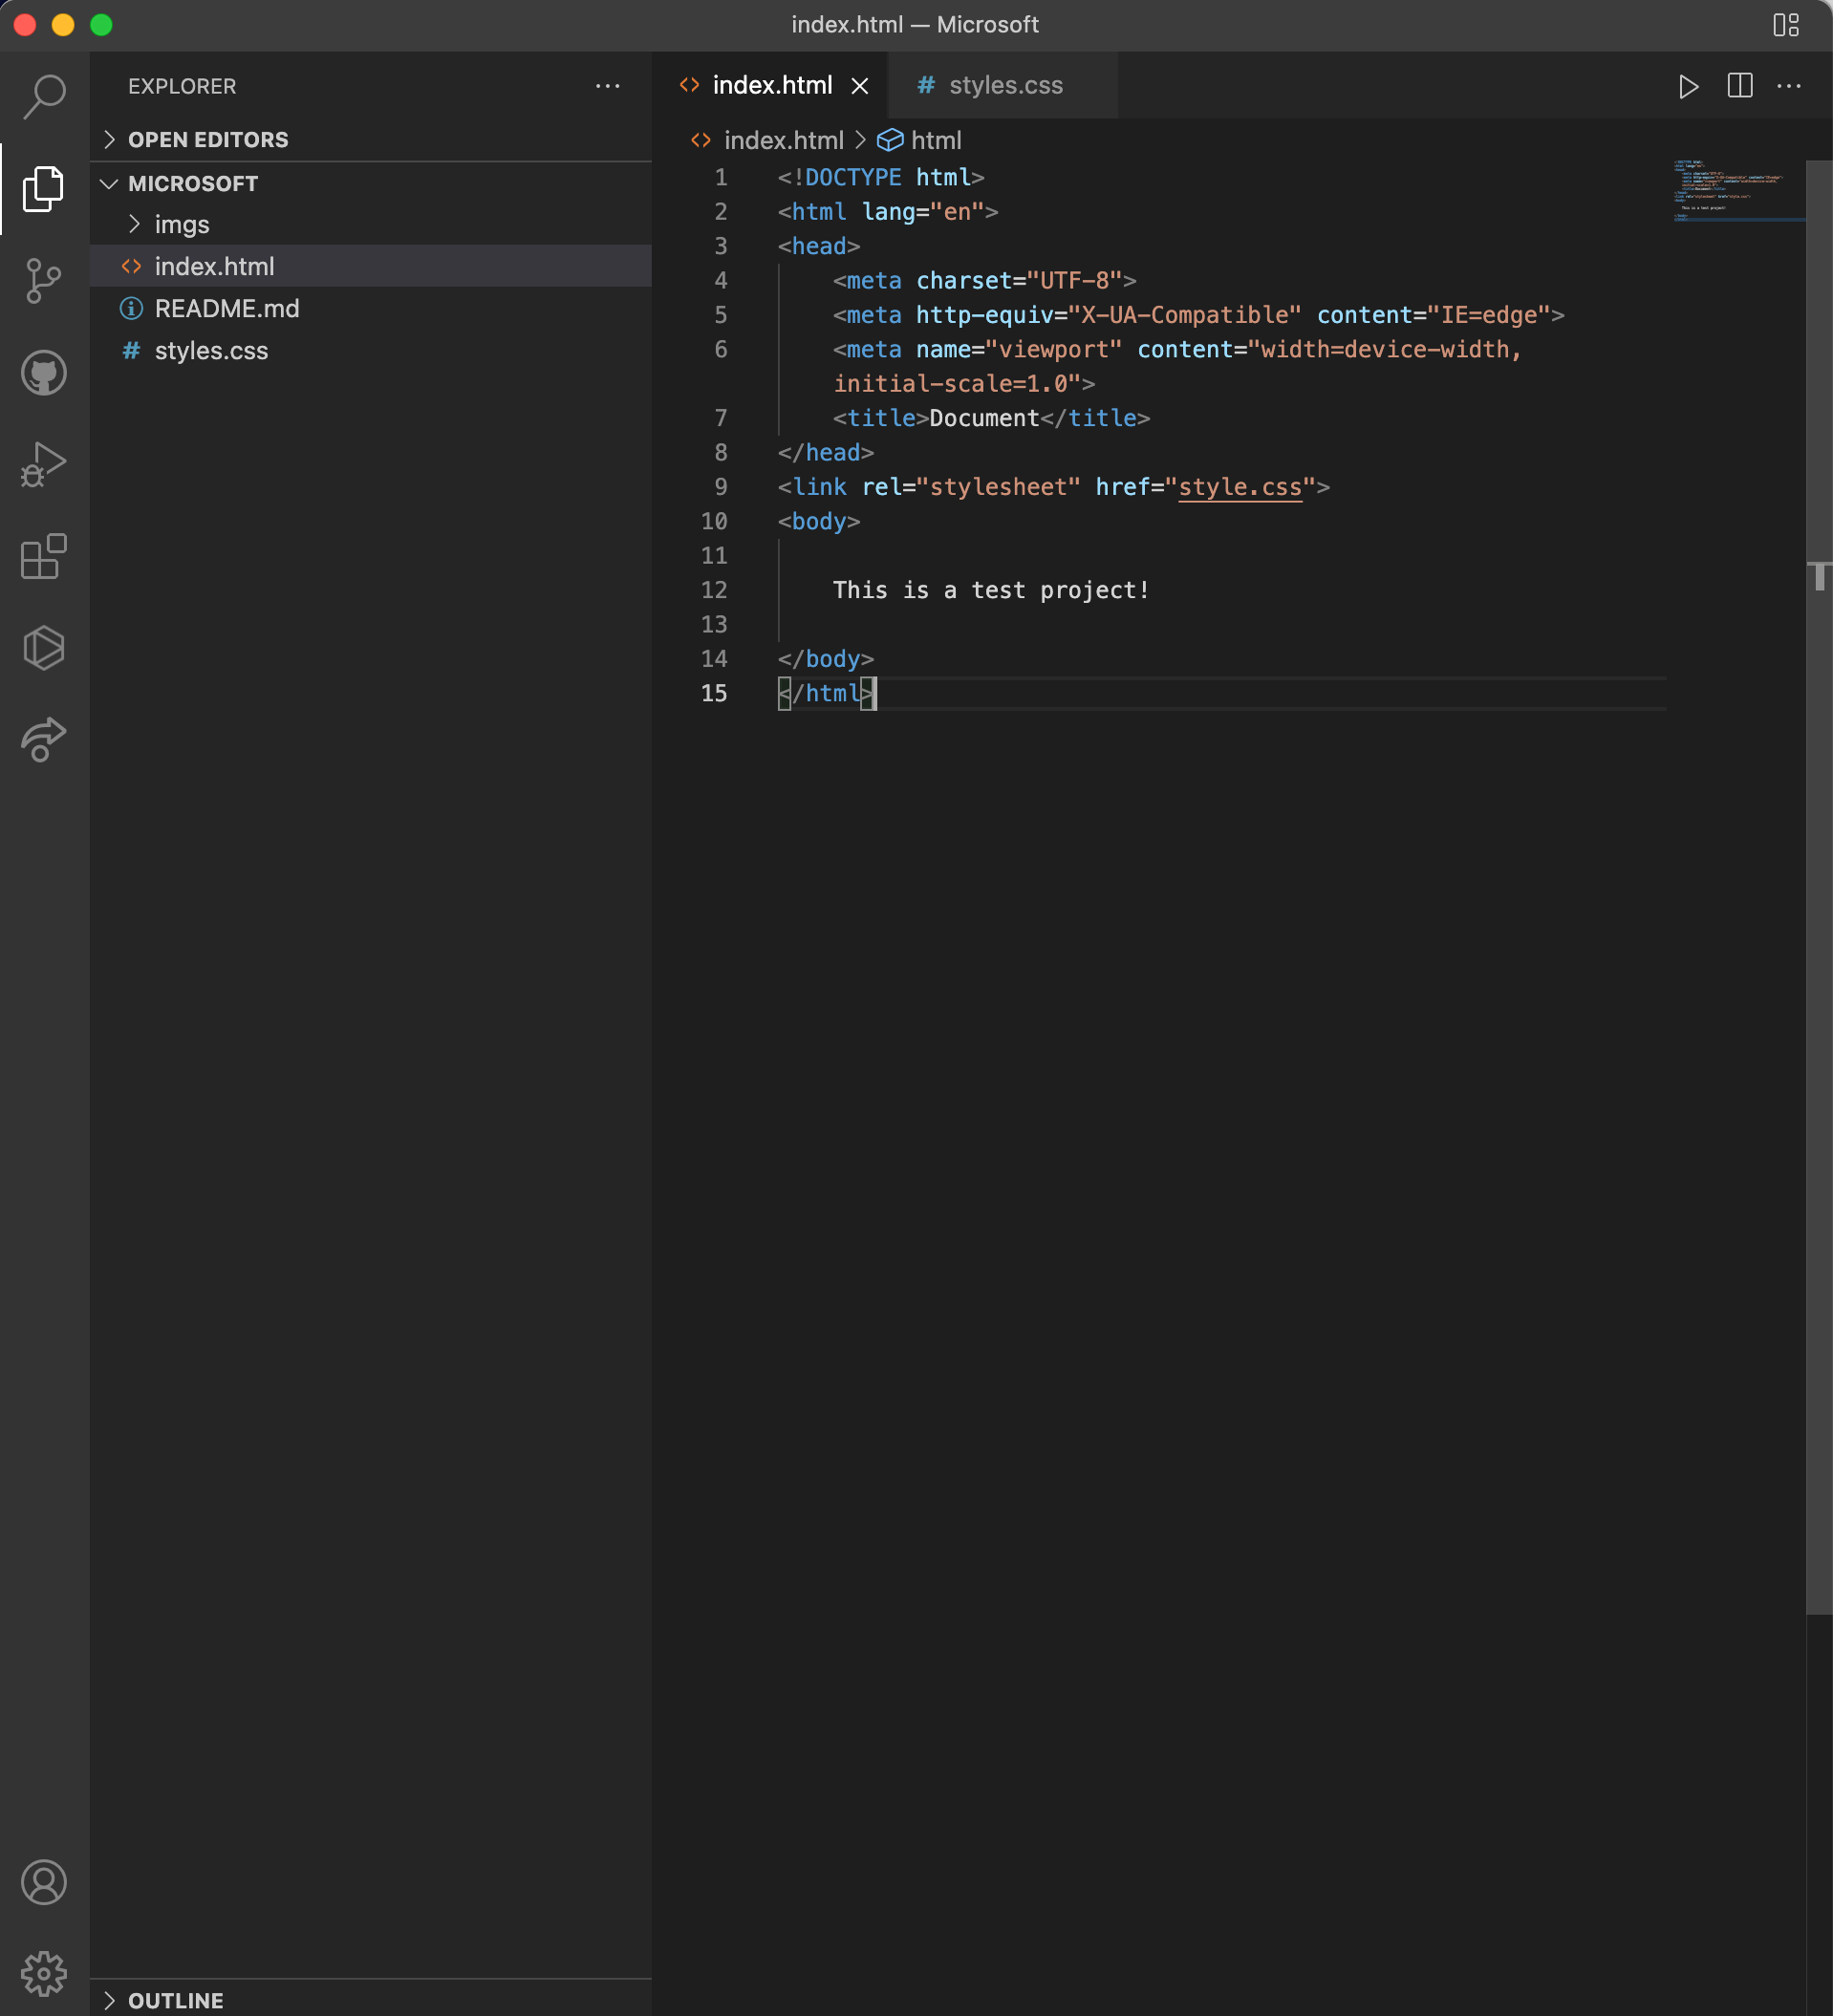 index.html — Microsoft
EXPLORER
OPEN EDITORS
MICROSOFT
imgs
index.html
README.md
styles.css
OUTLINE
index.html
styles.css
index.html > html
1 <!DOCTYPE html>
2 <html lang="en">
3 <head>
4 <meta charset="UTF-8">
5 <meta http-equiv="X-UA-Compatible" content="IE=edge">
6 <meta name="viewport" content="width=device-width,
initial-scale=1.0">
7 <title>Document</title>
8 </head>
9 <link rel="stylesheet" href="style.css">
10 <body>
11
12 This is a test project!
13
14 </body>
15 </html>